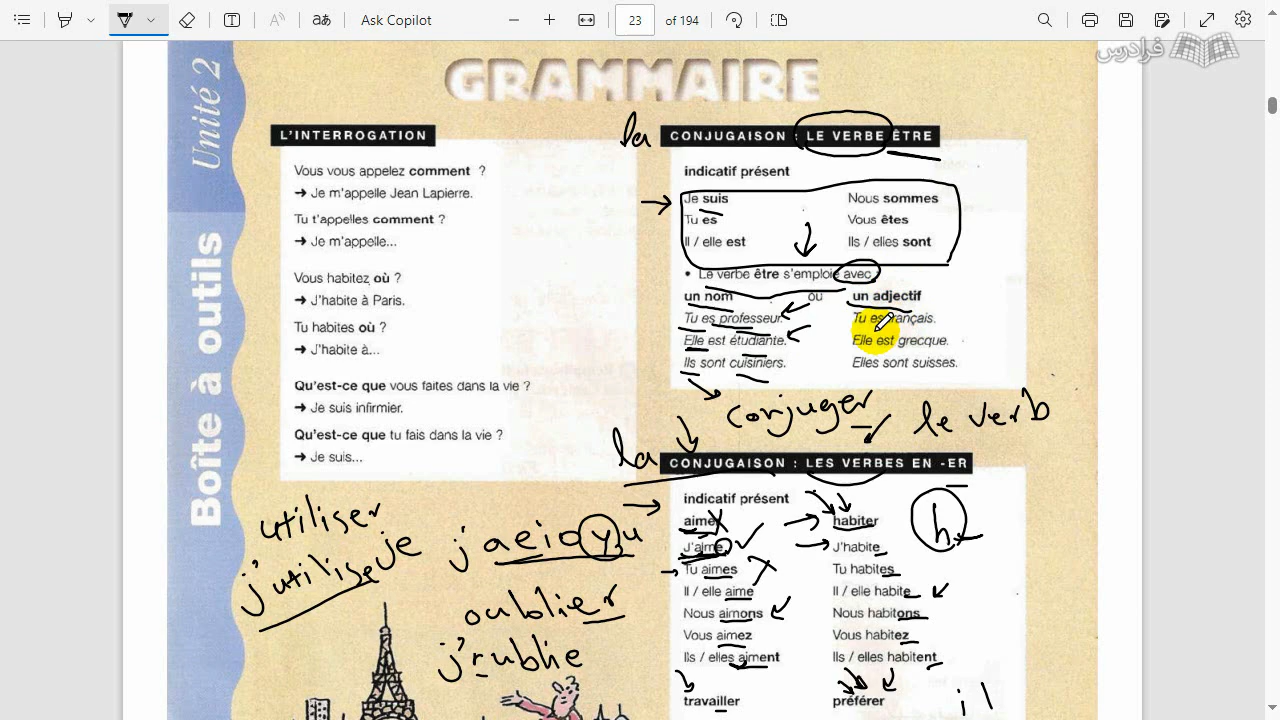 Ask Copilot
23 of 194
فرادرس
Unité 2
Boîte à outils
GRAMMAIRE
L'INTERROGATION
Vous vous appelez comment ?
➜ Je m'appelle Jean Lapierre.
Tu t'appelles comment ?
➜ Je m'appelle...
Vous habitez où ?
➜ J'habite à Paris.
Tu habites où ?
➜ J'habite à...
Qu'est-ce que vous faites dans la vie ?
➜ Je suis infirmier.
Qu'est-ce que tu fais dans la vie ?
➜ Je suis...
la CONJUGAISON : LE VERBE ÊTRE
indicatif présent
Je suis Nous sommes
Tu es Vous êtes
Il / elle est Ils / elles sont
• Le verbe être s'emploie avec :
un nom ou un adjectif
Tu es professeur. Tu es français.
Elle est étudiante. Elle est grecque.
Ils sont cuisiniers. Elles sont suisses.
conjuger le verb
la CONJUGAISON : LES VERBES EN -ER
indicatif présent
aimer habiter h
J'aime J'habite
Tu aimes Tu habites
Il / elle aime Il / elle habite
Nous aimons Nous habitons
Vous aimez Vous habitez
Ils / elles aiment Ils / elles habitent
travailler préférer il
utiliser
j'utilise
je
j aeioyu
oublier